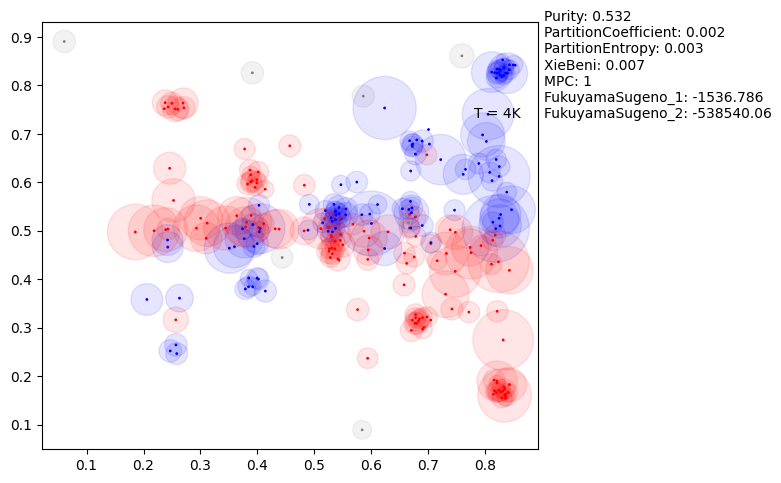 Purity: 0.532
PartitionCoefficient: 0.002
PartitionEntropy: 0.003
XieBeni: 0.007
MPC: 1
FukuyamaSugeno_1: -1536.786
FukuyamaSugeno_2: -538540.06
T = 4K
0.9
0.8
0.7
0.6
0.5
0.4
0.3
0.2
0.1
0.1 0.2 0.3 0.4 0.5 0.6 0.7 0.8